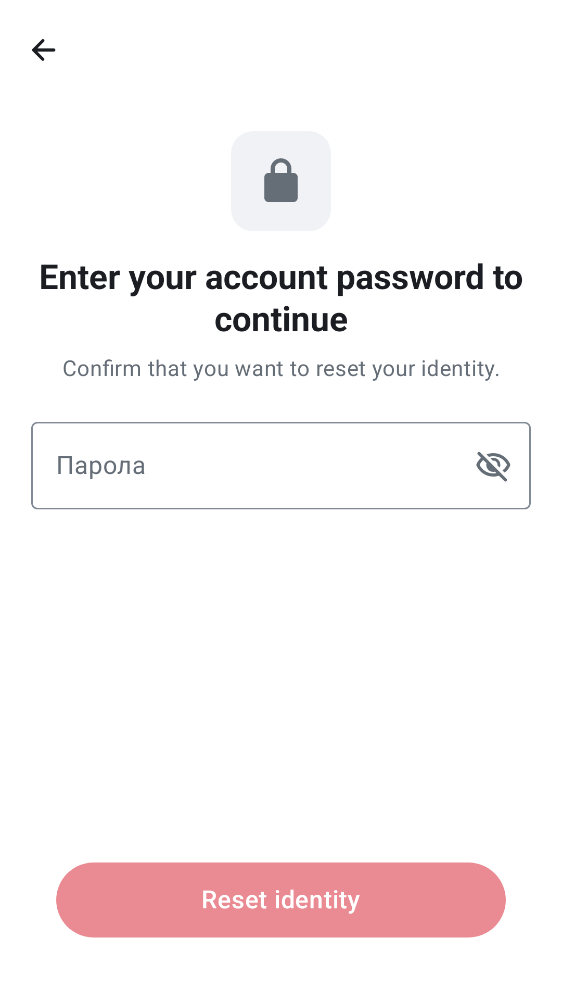 Enter your account password to
continue
Confirm that you want to reset your identity.
Парола
Reset identity